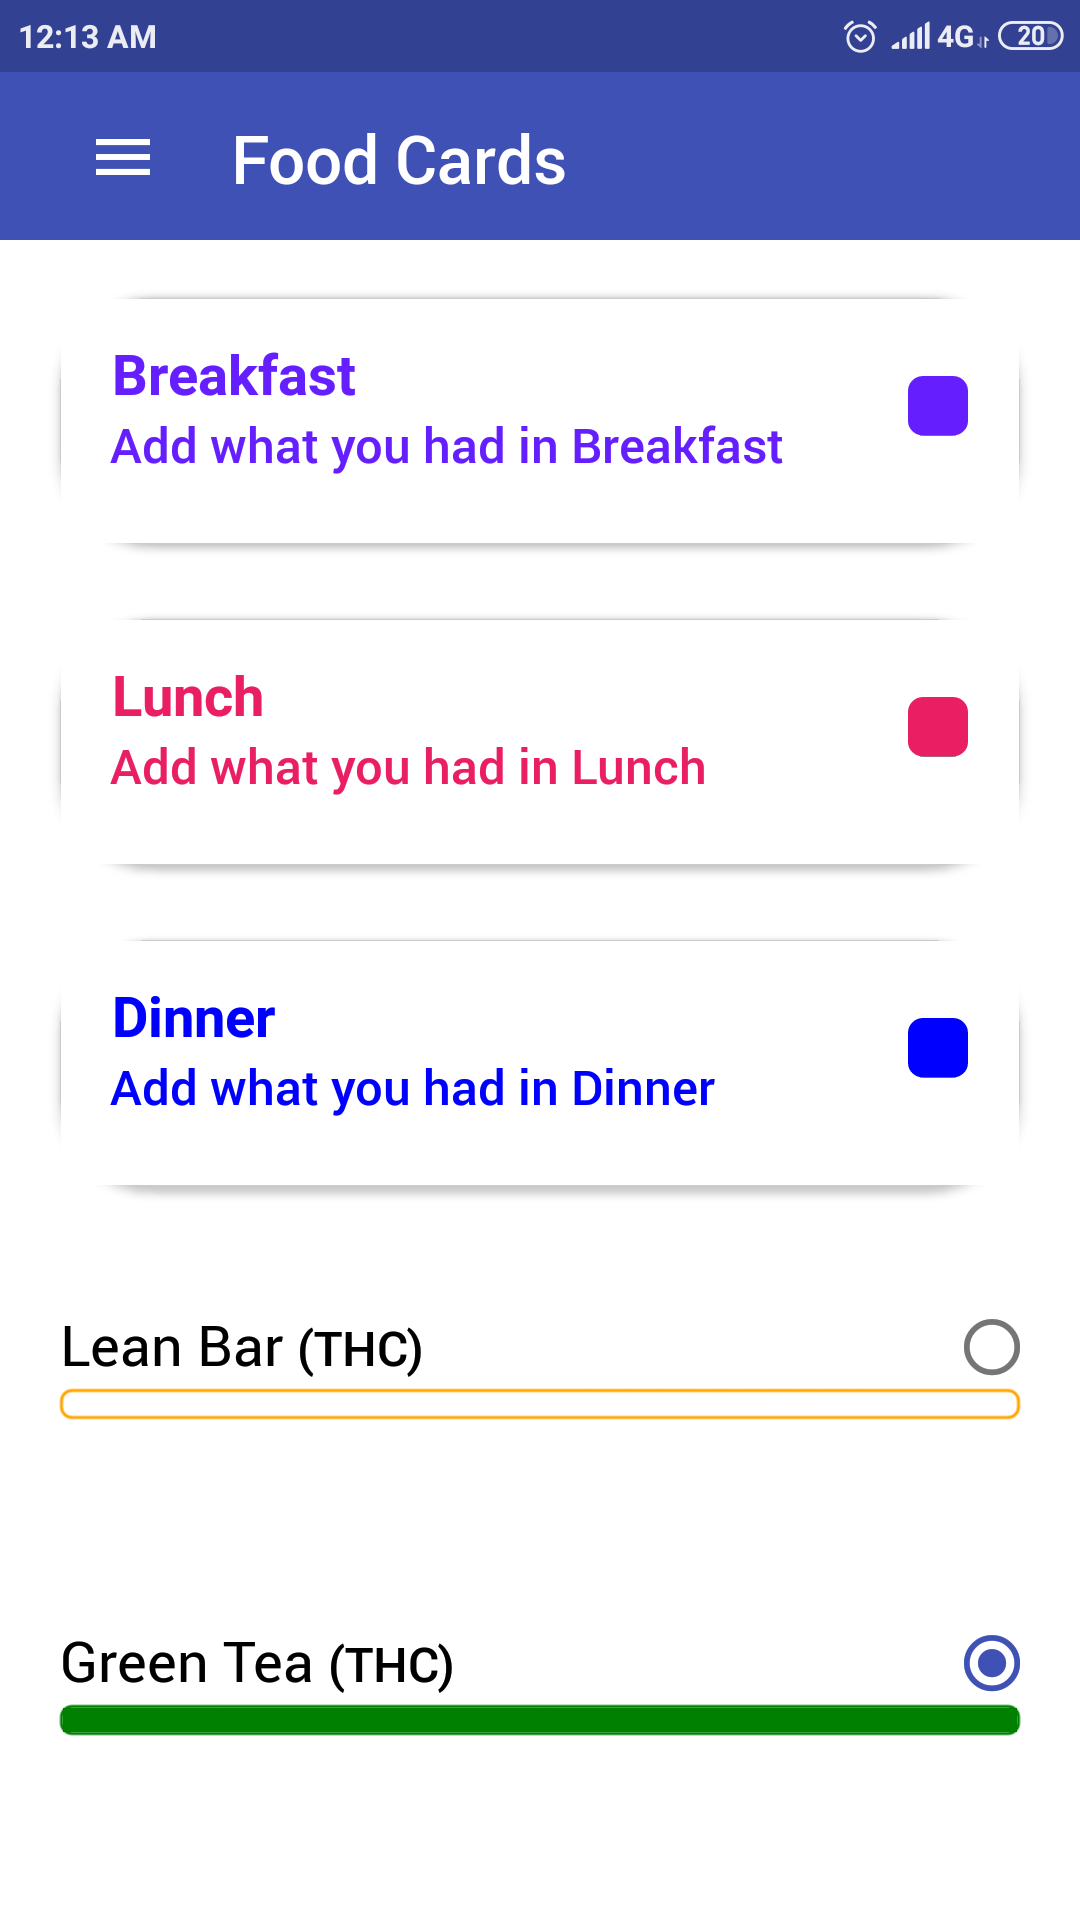 12:13 AM 4G 20
Food Cards
Breakfast
Add what you had in Breakfast
Lunch
Add what you had in Lunch
Dinner
Add what you had in Dinner
Lean Bar (THC)
Green Tea (THC)